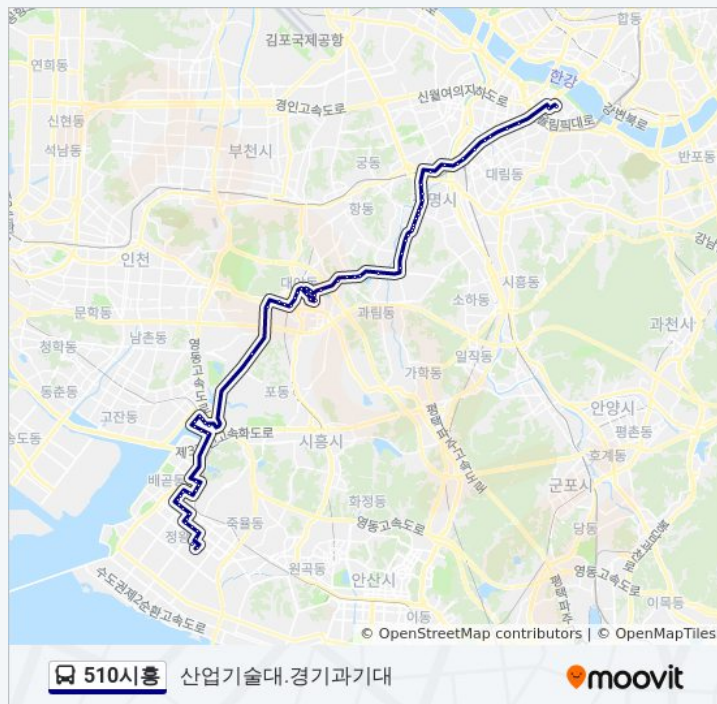 합동
김포국제공항
연희동
한강
신월여의지하도로
경인고속도로
강변북로
올림픽대로
신현동
석남동
부천시
궁동
대림동
반포동
항동
명시
강남
인천
대야동
시흥동
소하동
과천시
문학동
과림동
남촌동
청학동
일직동
영동고속도로
가학동
포동
동춘동
고잔동
안양시
평촌동
시흥시
평택파주고속도로
호계동
배곧동
군포시
화정동
죽율동
당동
영동고속도로
정왕
원곡동
안산시
영동고속도로
수도권제2순환고속도로
이동
이목동
© OpenStreetMap contributors | © OpenMapTiles
510시흥 산업기술대.경기과기대 moovit